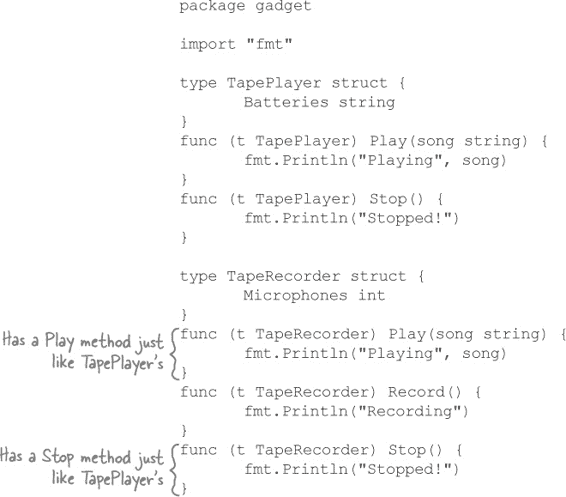 package gadget
import "fmt"
type TapePlayer struct {
Batteries string
}
func (t TapePlayer) Play(song string) {
fmt.Println("Playing", song)
}
func (t TapePlayer) Stop() {
fmt.Println("Stopped!")
}
type TapeRecorder struct {
Microphones int
}
Has a Play method just
like TapePlayer's
func (t TapeRecorder) Play(song string) {
fmt.Println("Playing", song)
}
func (t TapeRecorder) Record() {
fmt.Println("Recording")
}
Has a Stop method just
like TapePlayer's
func (t TapeRecorder) Stop() {
fmt.Println("Stopped!")
}